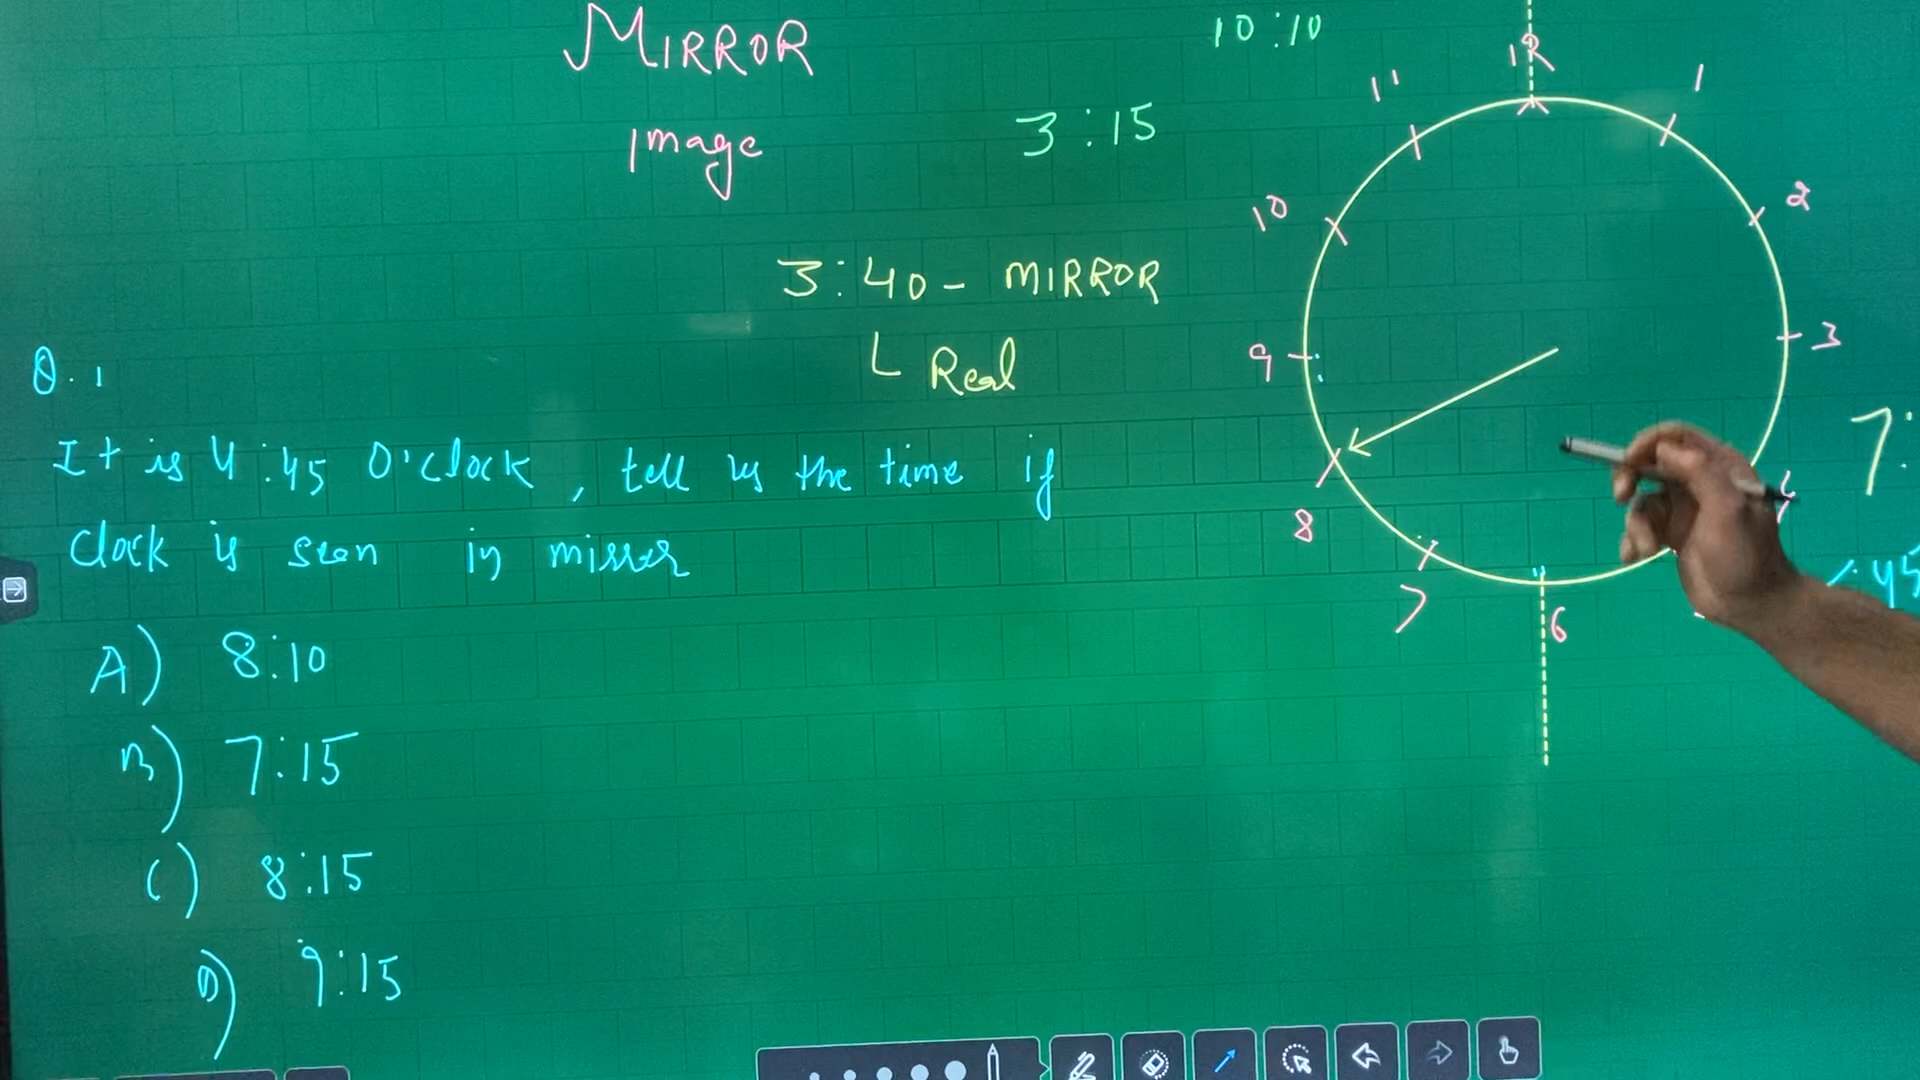 MIRROR
image
10:10
3:15
3:40 - MIRROR
Real
Q.1
It is 4:45 O'clock, tell us the time if
clock is seen in mirror
A) 8:10
B) 7:15
C) 8:15
D) 9:15
12
1
2
3
6
7
8
9
10
11
7:
:45